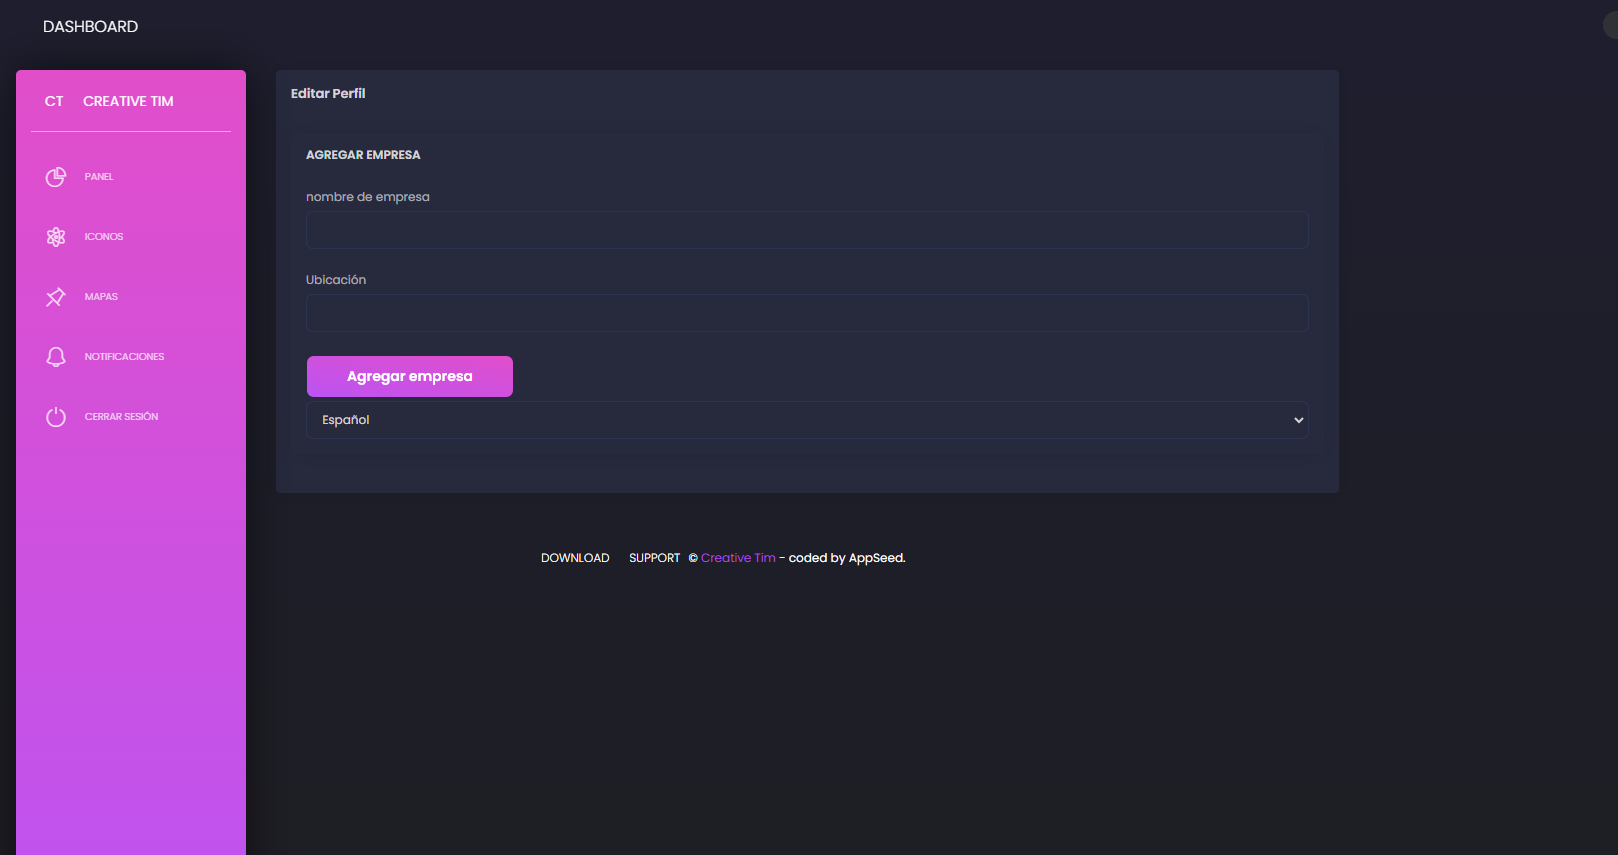 DASHBOARD
CT CREATIVE TIM
PANEL
ICONOS
MAPAS
NOTIFICACIONES
CERRAR SESIÓN
Editar Perfil
AGREGAR EMPRESA
nombre de empresa
Ubicación
Agregar empresa
Español
DOWNLOAD SUPPORT © Creative Tim - coded by AppSeed.